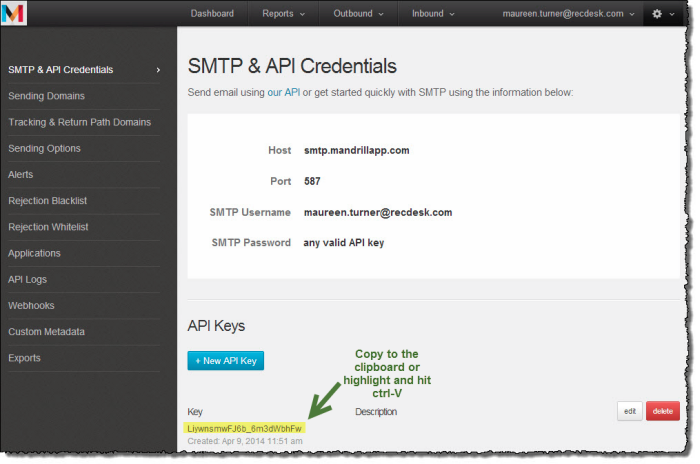 Dashboard Reports Outbound Inbound maureen.turner@recdesk.com
SMTP & API Credentials
Sending Domains
Tracking & Return Path Domains
Sending Options
Alerts
Rejection Blacklist
Rejection Whitelist
Applications
API Logs
Webhooks
Custom Metadata
Exports
SMTP & API Credentials
Send email using our API or get started quickly with SMTP using the information below:
Host smtp.mandrillapp.com
Port 587
SMTP Username maureen.turner@recdesk.com
SMTP Password any valid API key
API Keys
+ New API Key
Copy to the
clipboard or
highlight and hit
ctrl-V
Key Description edit delete
LiywnsmwFJ6b_6m3dWbhFw
Created: Apr 9, 2014 11:51 am